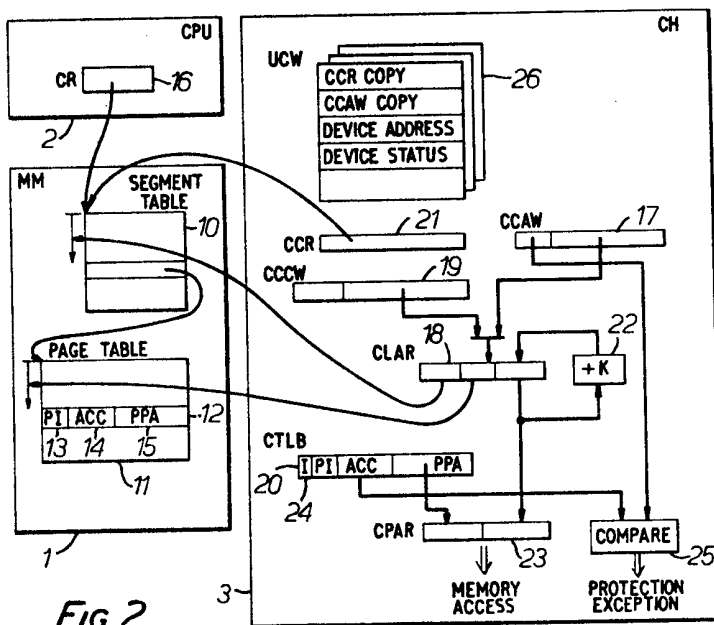 CPU
CR
16
2
MM
SEGMENT
TABLE
10
PAGE TABLE
PI ACC PPA
12
13 14 15
11
1
CH
UCW
26
CCR COPY
CCAW COPY
DEVICE ADDRESS
DEVICE STATUS
CCR
21
CCAW
17
CCCW
19
CLAR
18
22
+K
CTLB
20
I PI ACC PPA
24
CPAR
23
COMPARE
25
3
MEMORY
ACCESS
PROTECTION
EXCEPTION
FIG 2